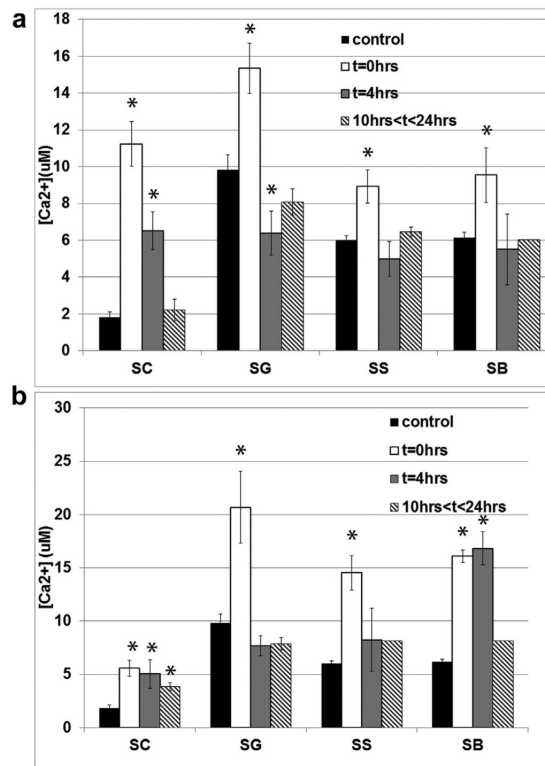 a
18
16
14
12
10
8
6
4
2
0
[Ca2+](uM)
control
t=0hrs
t=4hrs
10hrs<t<24hrs
* * * * * *
SC SG SS SB
b
30
25
20
15
10
5
0
[Ca2+] (uM)
control
t=0hrs
t=4hrs
10hrs<t<24hrs
* * * * * * *
SC SG SS SB